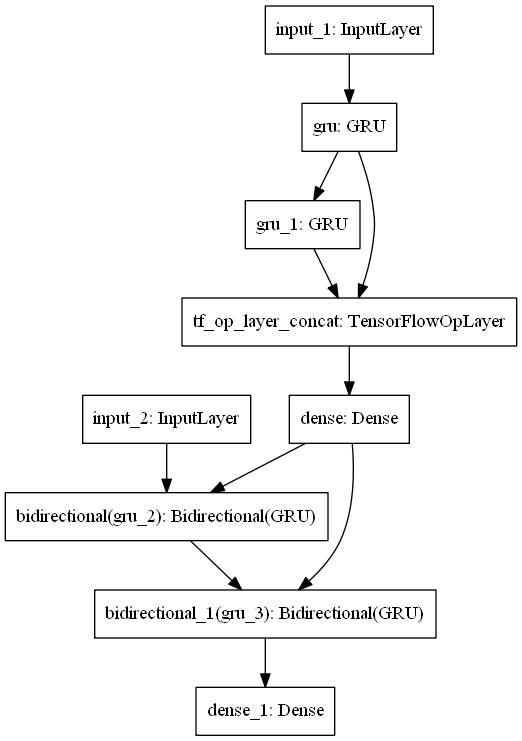 input_1: InputLayer
gru: GRU
gru_1: GRU
tf_op_layer_concat: TensorFlowOpLayer
input_2: InputLayer
dense: Dense
bidirectional(gru_2): Bidirectional(GRU)
bidirectional_1(gru_3): Bidirectional(GRU)
dense_1: Dense